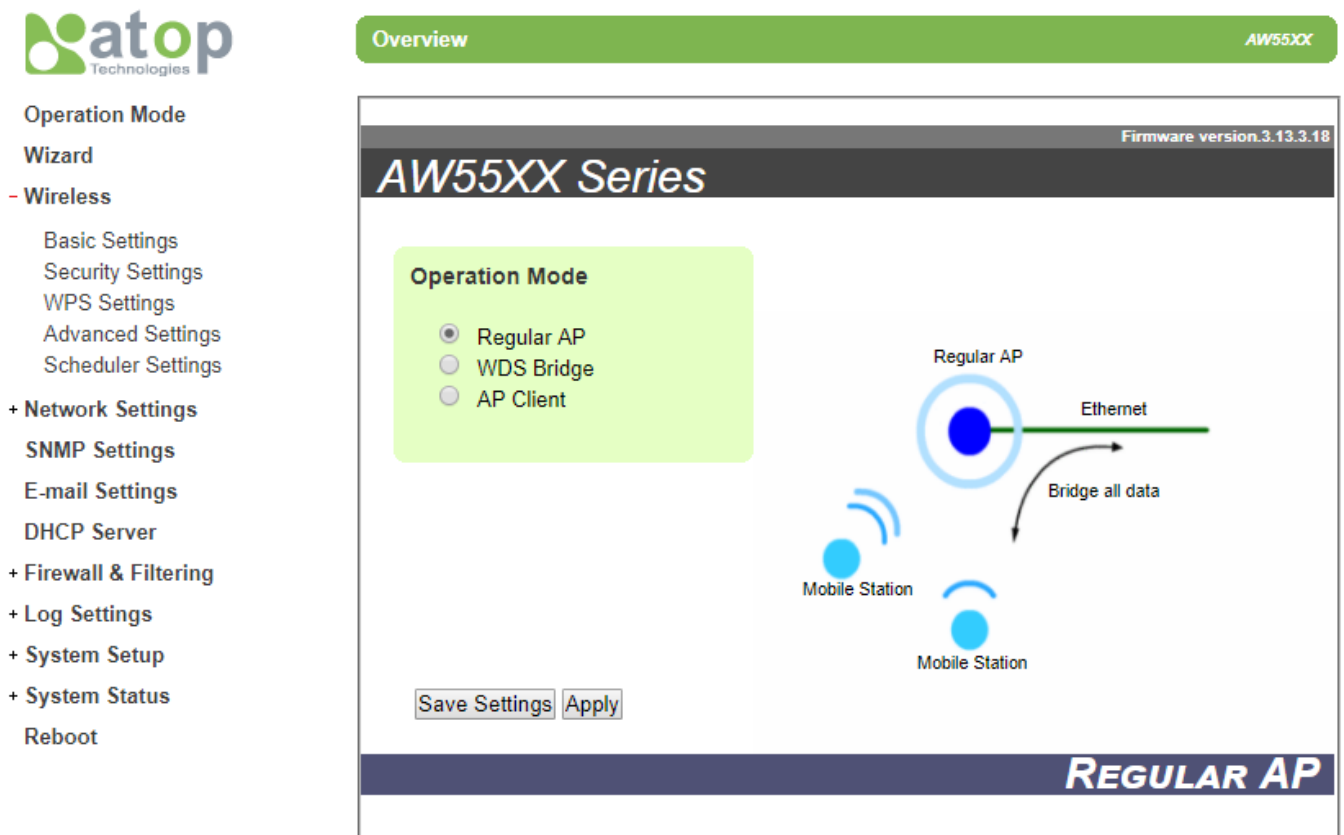 atop
Technologies
Operation Mode
Wizard
- Wireless
Basic Settings
Security Settings
WPS Settings
Advanced Settings
Scheduler Settings
+ Network Settings
SNMP Settings
E-mail Settings
DHCP Server
+ Firewall & Filtering
+ Log Settings
+ System Setup
+ System Status
Reboot
Overview
AW55XX
Firmware version.3.13.3.18
AW55XX Series
Operation Mode
Regular AP
WDS Bridge
AP Client
Regular AP
Ethernet
Bridge all data
Mobile Station
Mobile Station
Save Settings Apply
REGULAR AP